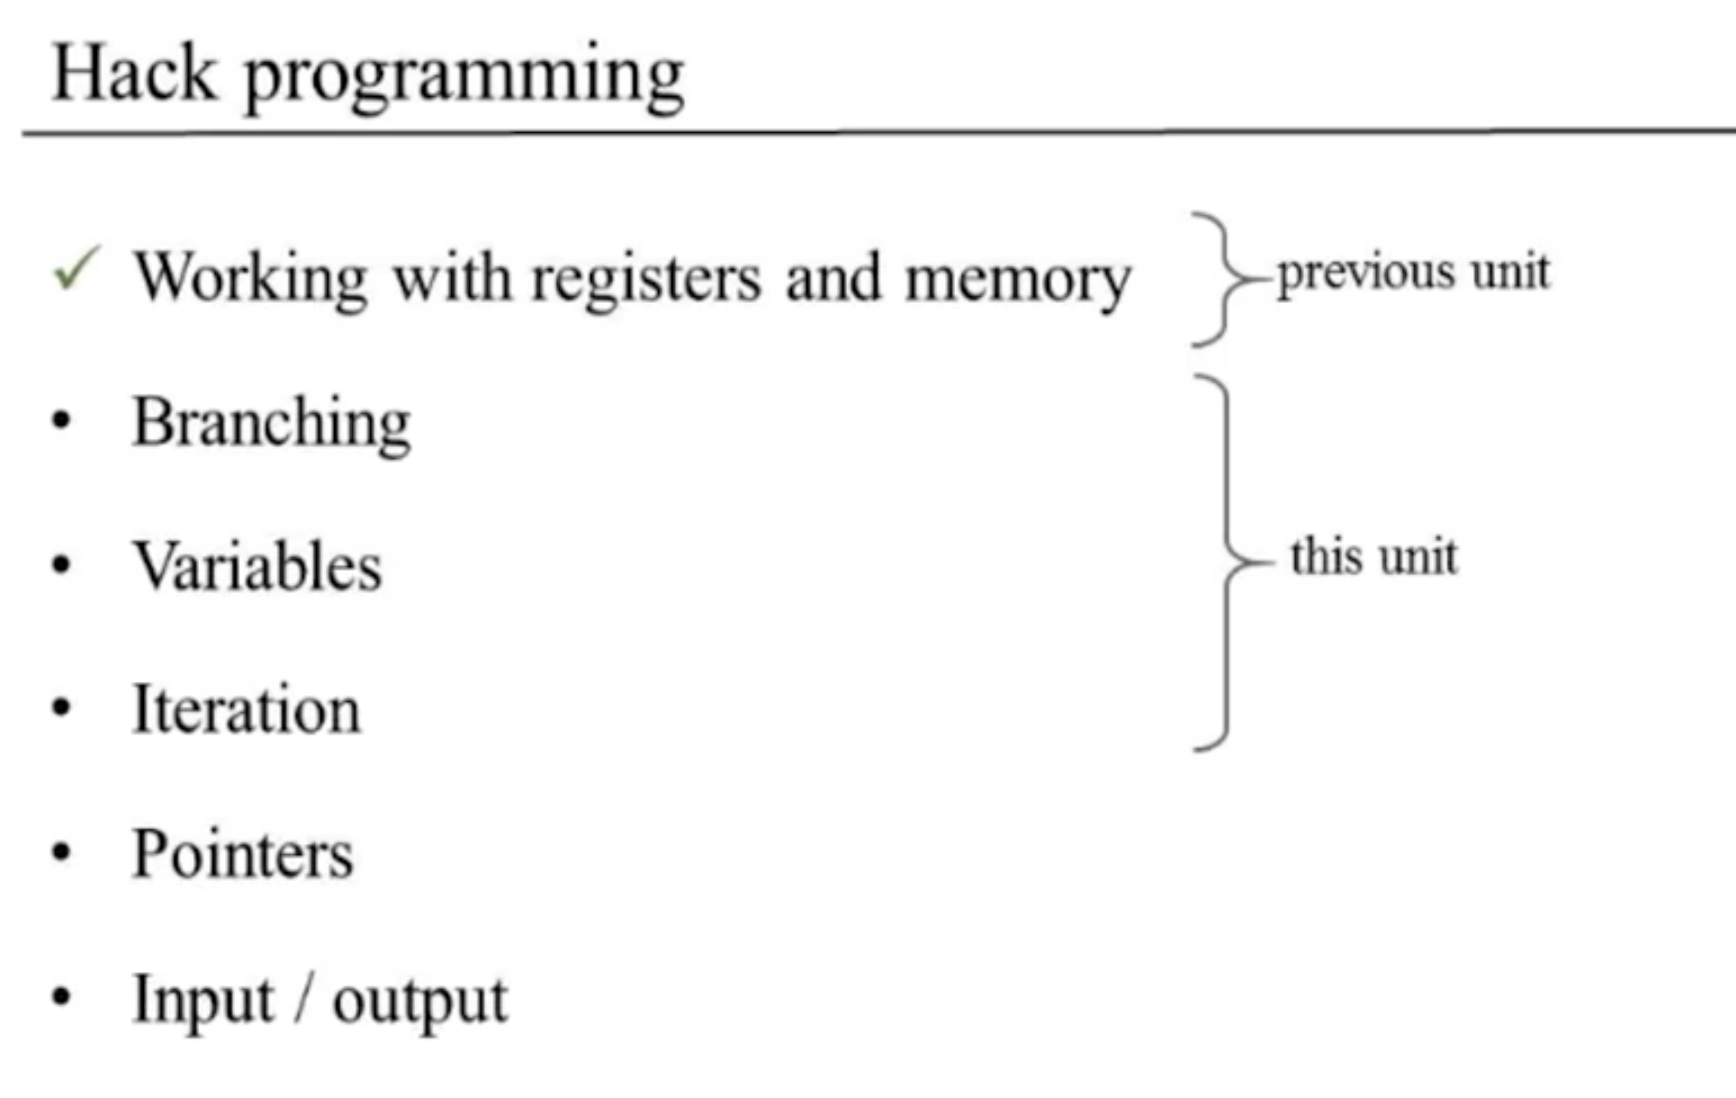 Hack programming
✓ Working with registers and memory
previous unit
• Branching
• Variables
this unit
• Iteration
• Pointers
• Input / output